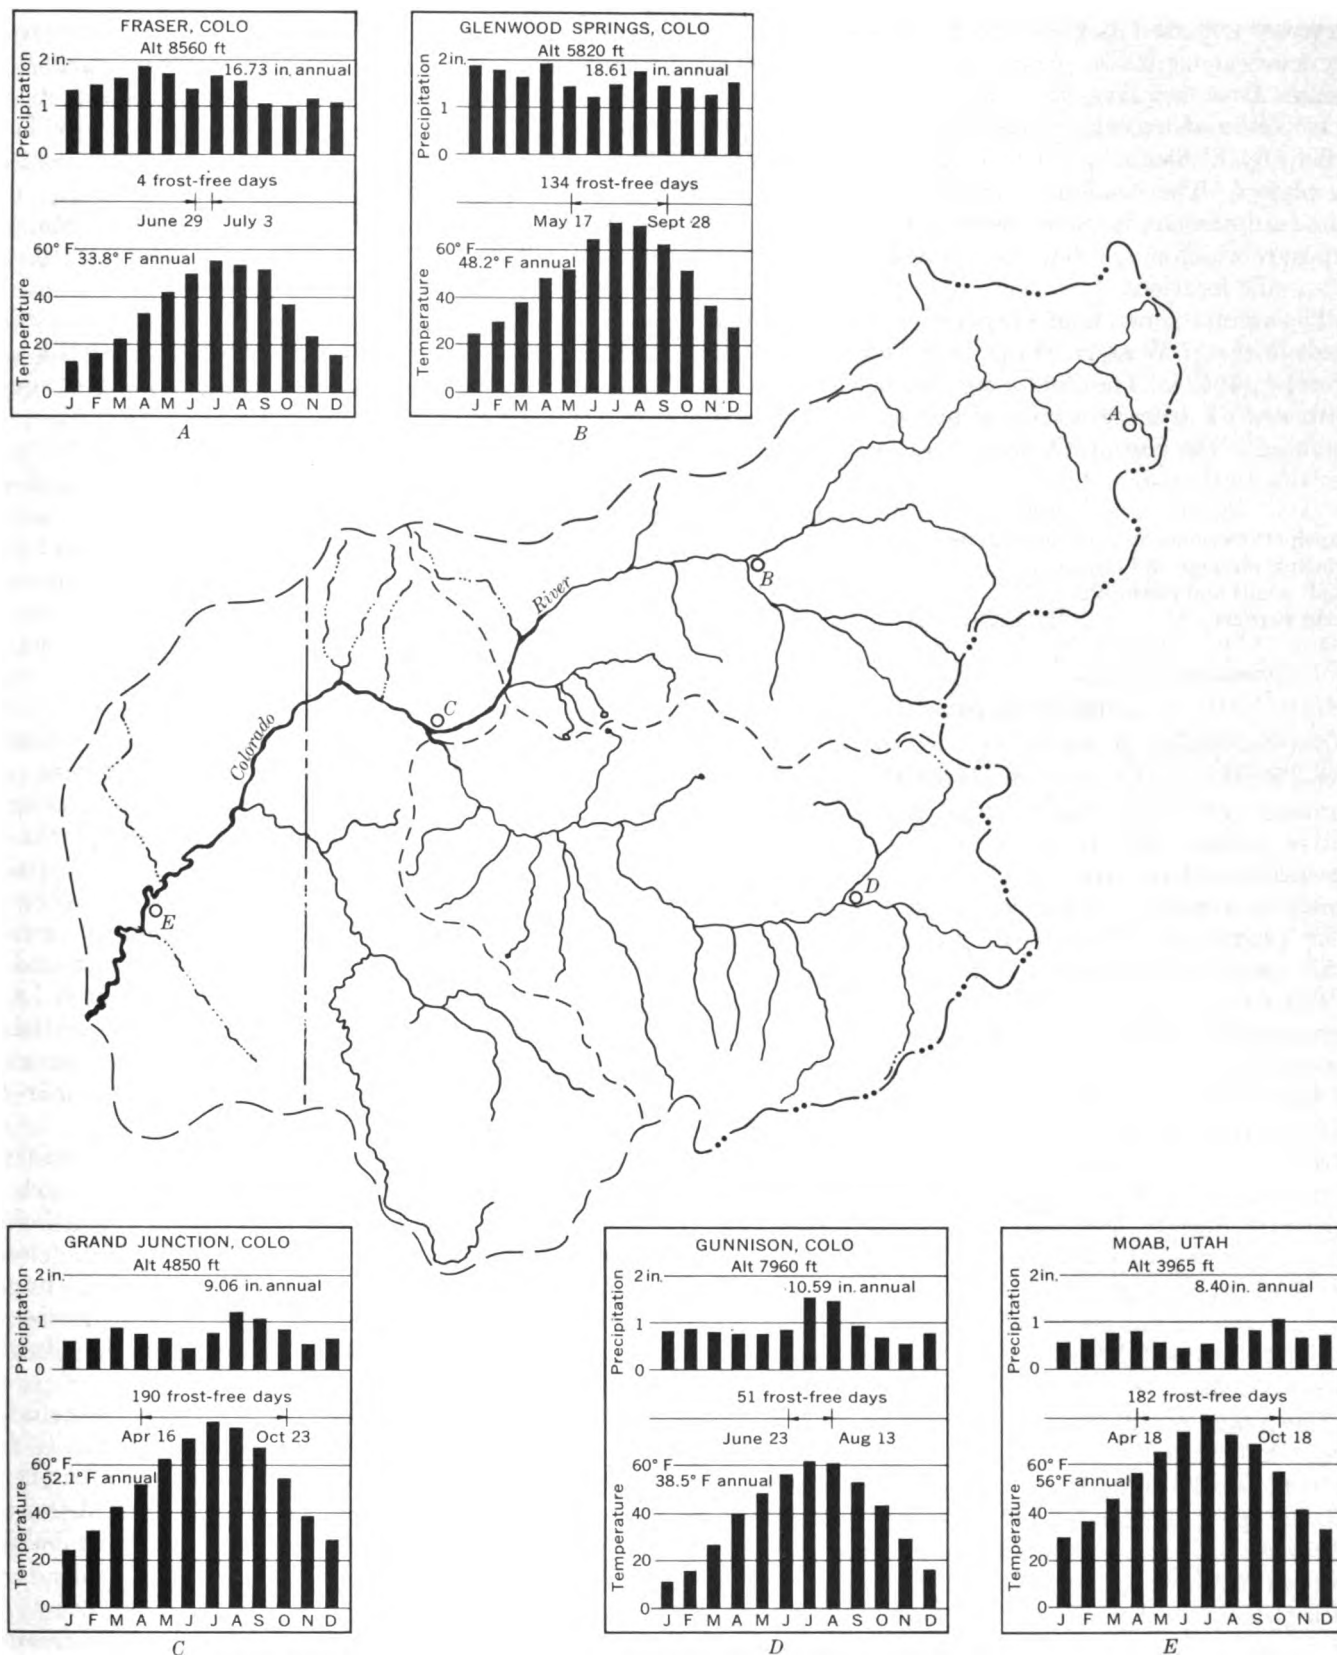 FRASER, COLO
Alt 8560 ft
2 in.
16.73 in. annual
Precipitation
1
0
4 frost-free days
June 29
July 3
60° F
33.8° F annual
Temperature
40
20
0
J F M A M J J A S O N D
A
GLENWOOD SPRINGS, COLO
Alt 5820 ft
2 in.
18.61 in. annual
Precipitation
1
0
134 frost-free days
May 17
Sept 28
60° F
48.2° F annual
Temperature
40
20
0
J F M A M J J A S O N D
B
A
B
River
C
Colorado
D
E
GRAND JUNCTION, COLO
Alt 4850 ft
2 in.
9.06 in. annual
Precipitation
1
0
190 frost-free days
Apr 16
Oct 23
60° F
52.1° F annual
Temperature
40
20
0
J F M A M J J A S O N D
C
GUNNISON, COLO
Alt 7960 ft
2 in.
10.59 in. annual
Precipitation
1
0
51 frost-free days
June 23
Aug 13
60° F
38.5° F annual
Temperature
40
20
0
J F M A M J J A S O N D
D
MOAB, UTAH
Alt 3965 ft
2 in.
8.40 in. annual
Precipitation
1
0
182 frost-free days
Apr 18
Oct 18
60° F
56°F annual
Temperature
40
20
0
J F M A M J J A S O N D
E